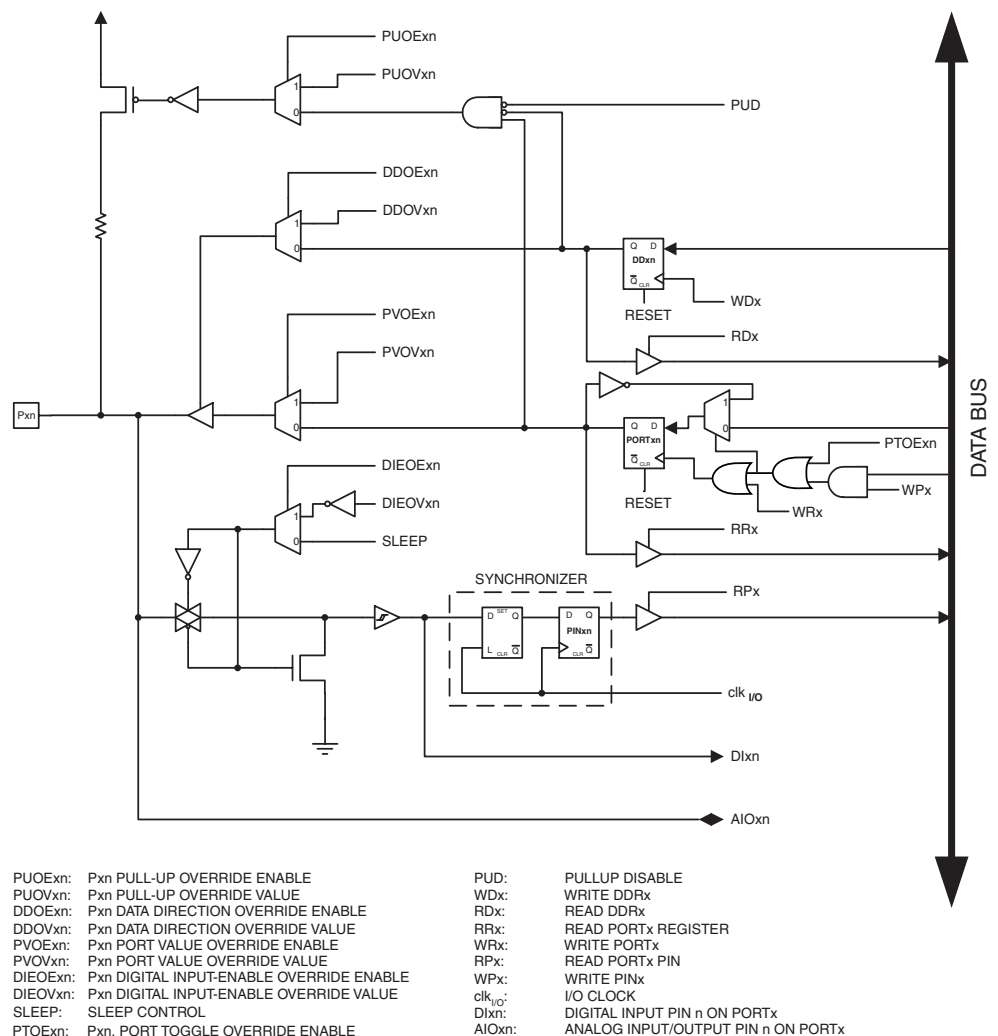 PUOExn
PUOVxn
1
0
PUD
DDOExn
DDOVxn
1
0
Q D
DDxn
Q CLR
WDx
RESET
RDx
PVOExn
PVOVxn
1
0
Pxn
1
0
Q D
PORTxn
Q CLR
PTOExn
WPx
WRx
RESET
RRx
DATA BUS
DIEOExn
DIEOVxn
1
0
SLEEP
SYNCHRONIZER
D SET Q
L CLR Q
D Q
PINxn
CLR Q
RPx
clk I/O
DIxn
AIOxn
PUOExn: Pxn PULL-UP OVERRIDE ENABLE
PUOVxn: Pxn PULL-UP OVERRIDE VALUE
DDOExn: Pxn DATA DIRECTION OVERRIDE ENABLE
DDOVxn: Pxn DATA DIRECTION OVERRIDE VALUE
PVOExn: Pxn PORT VALUE OVERRIDE ENABLE
PVOVxn: Pxn PORT VALUE OVERRIDE VALUE
DIEOExn: Pxn DIGITAL INPUT-ENABLE OVERRIDE ENABLE
DIEOVxn: Pxn DIGITAL INPUT-ENABLE OVERRIDE VALUE
SLEEP: SLEEP CONTROL
PTOExn: Pxn, PORT TOGGLE OVERRIDE ENABLE
PUD: PULLUP DISABLE
WDx: WRITE DDRx
RDx: READ DDRx
RRx: READ PORTx REGISTER
WRx: WRITE PORTx
RPx: READ PORTx PIN
WPx: WRITE PINx
clkI/O: I/O CLOCK
DIxn: DIGITAL INPUT PIN n ON PORTx
AIOxn: ANALOG INPUT/OUTPUT PIN n ON PORTx